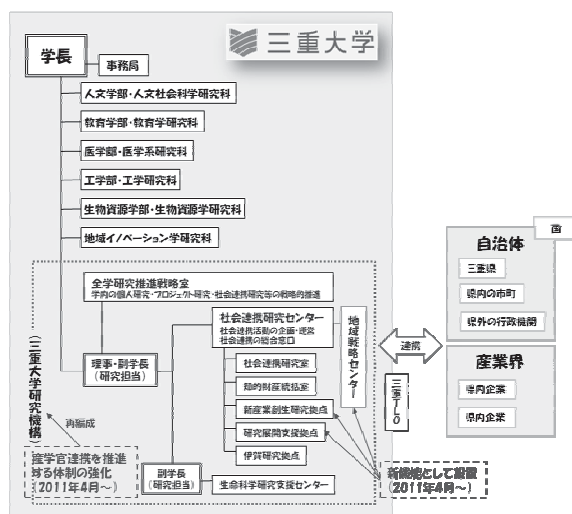 三重大学
学長
事務局
人文学部・人文社会科学研究科
教育学部・教育学研究科
医学部・医学系研究科
工学部・工学研究科
生物資源学部・生物資源学研究科
地域イノベーション学研究科
全学研究推進戦略室
学内の個人研究・プロジェクト研究・社会連携研究等の戦略的推進
社会連携研究センター
社会連携活動の企画・運営
社会連携の総合窓口
地域戦略センター
理事・副学長
(研究担当)
社会連携研究室
知的財産統括室
新産業創生研究拠点
研究展開支援拠点
伊賀研究拠点
副学長
(研究担当)
生命科学研究支援センター
(三重大学研究機構)
再編成
産学官連携を推進
する体制の強化
(2011年4月~)
新機能として設置
(2011年4月~)
連携
三重TLO
自治体
三重県
県内の市町
県外の行政機関
産業界
県内企業